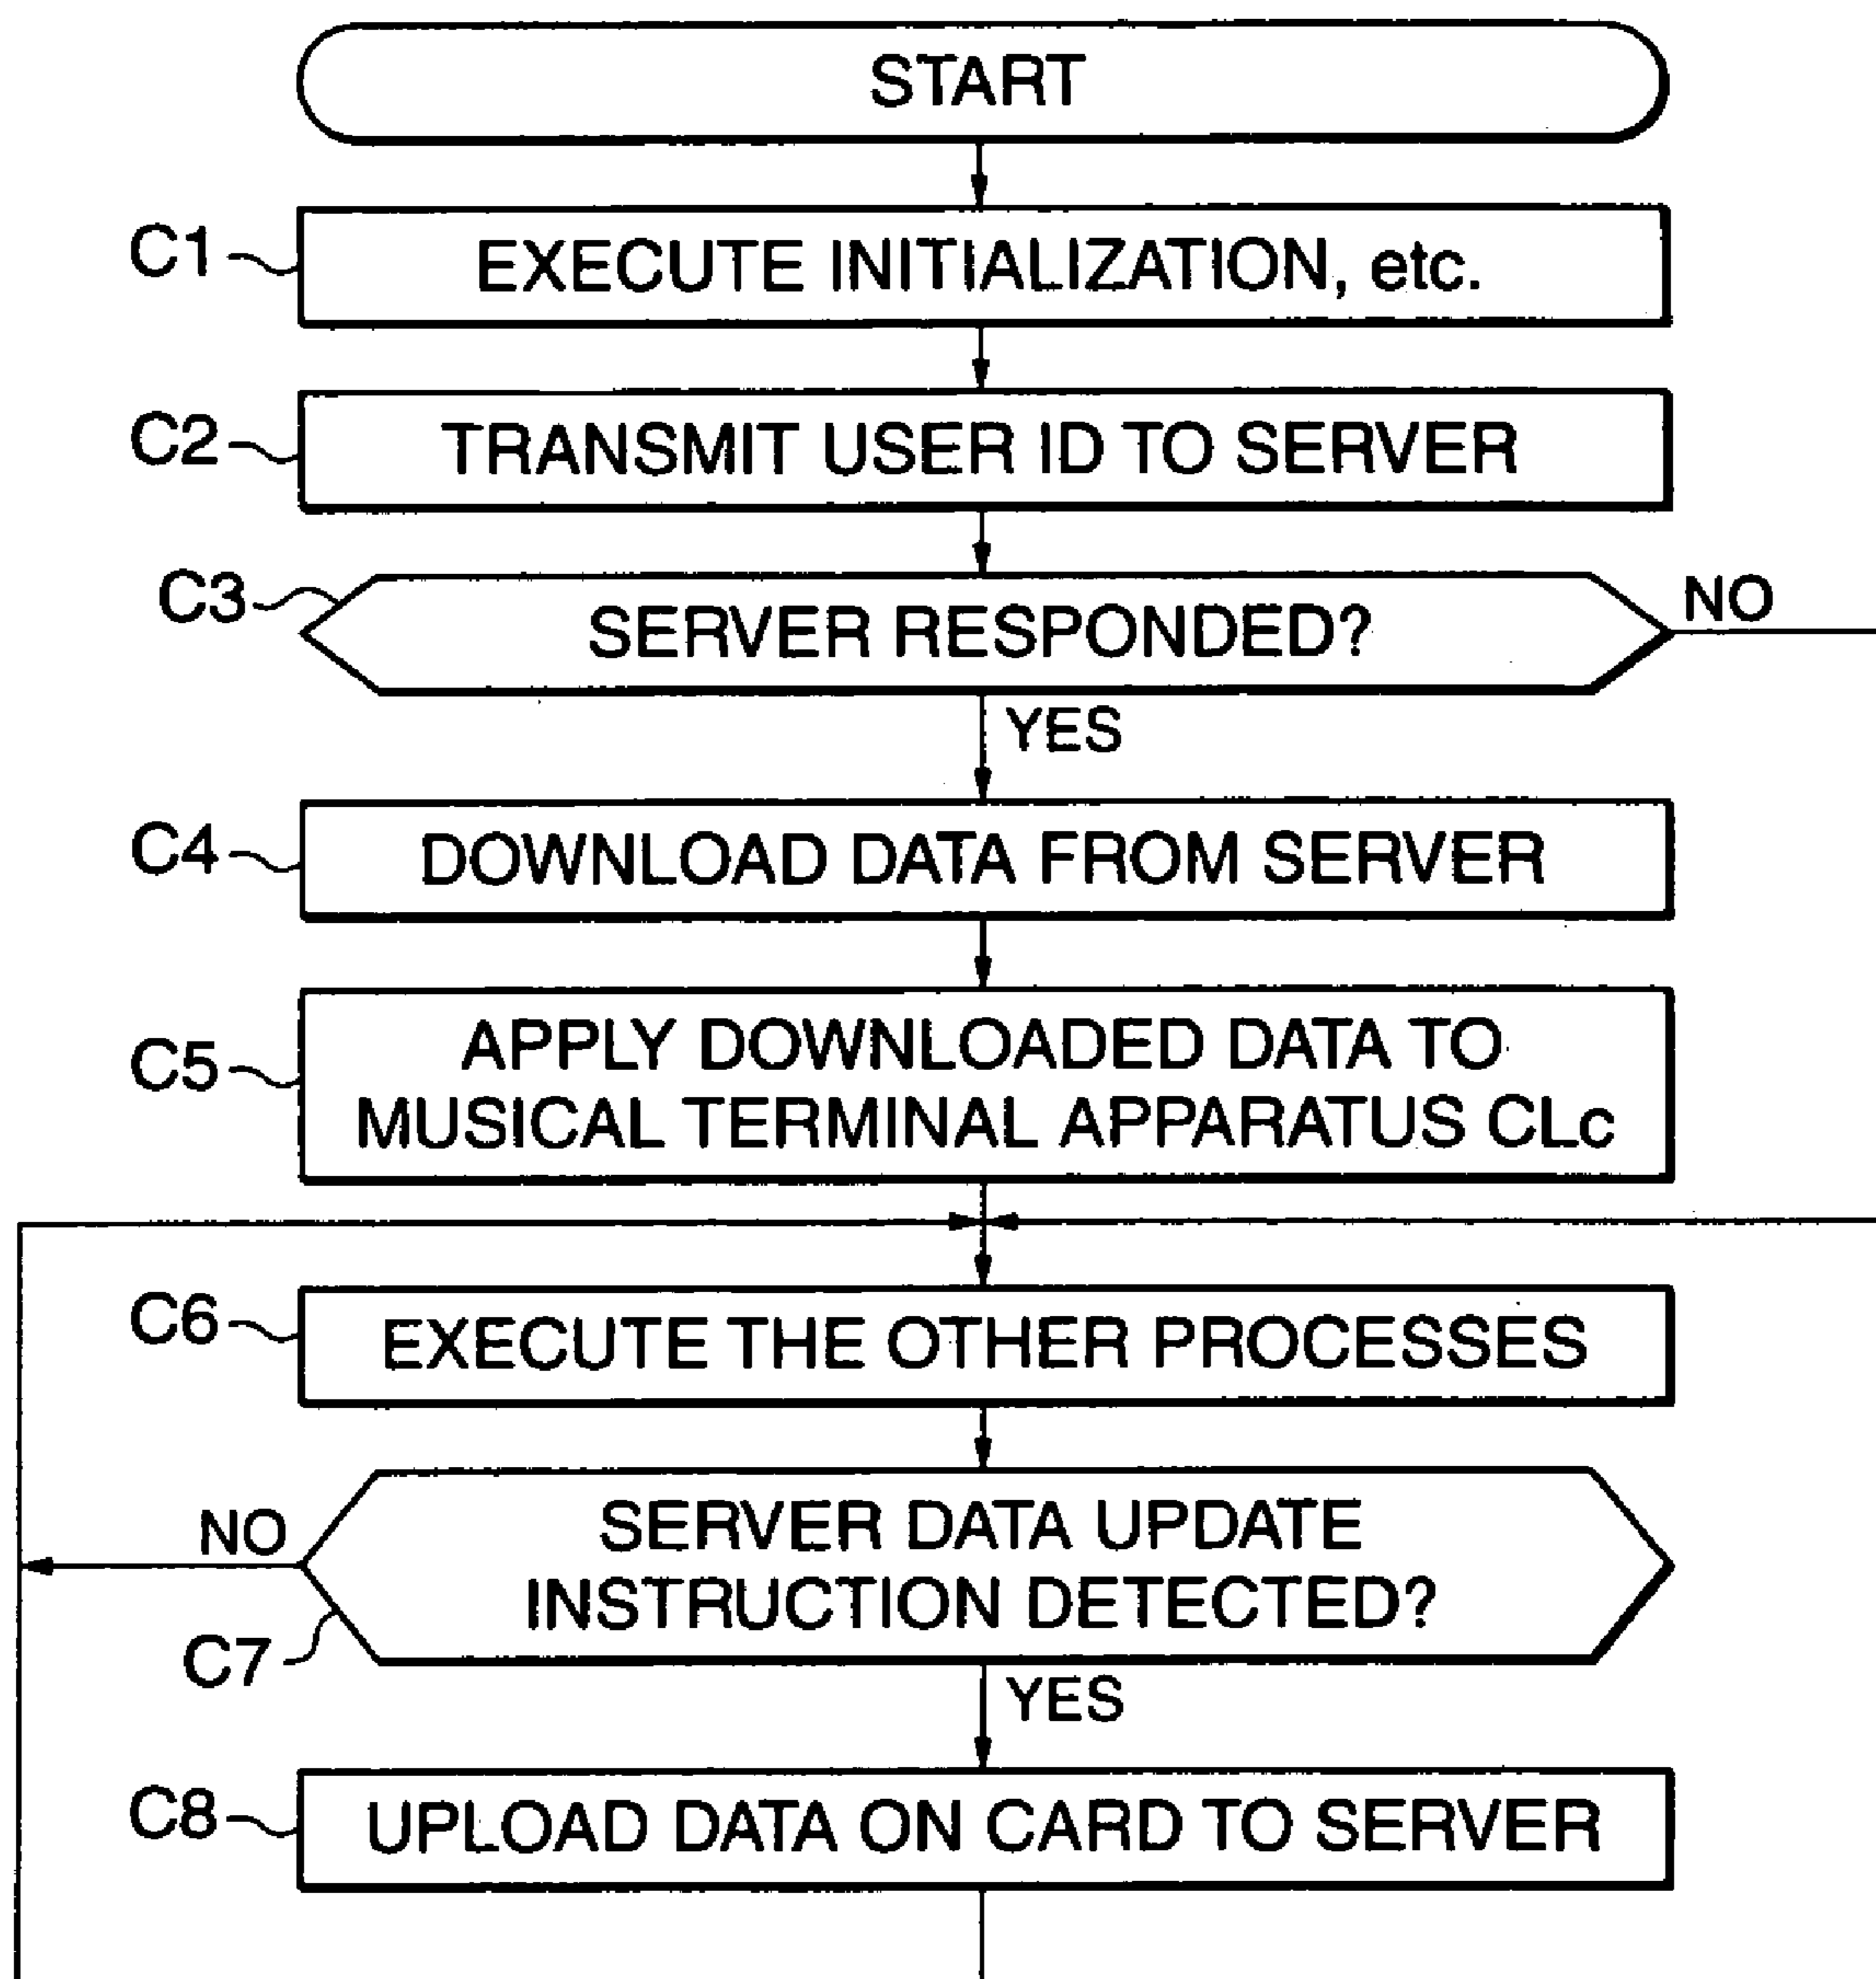 START
C1
EXECUTE INITIALIZATION, etc.
C2
TRANSMIT USER ID TO SERVER
C3
SERVER RESPONDED?
NO
YES
C4
DOWNLOAD DATA FROM SERVER
C5
APPLY DOWNLOADED DATA TO
MUSICAL TERMINAL APPARATUS CLc
C6
EXECUTE THE OTHER PROCESSES
NO
SERVER DATA UPDATE
INSTRUCTION DETECTED?
C7
YES
C8
UPLOAD DATA ON CARD TO SERVER